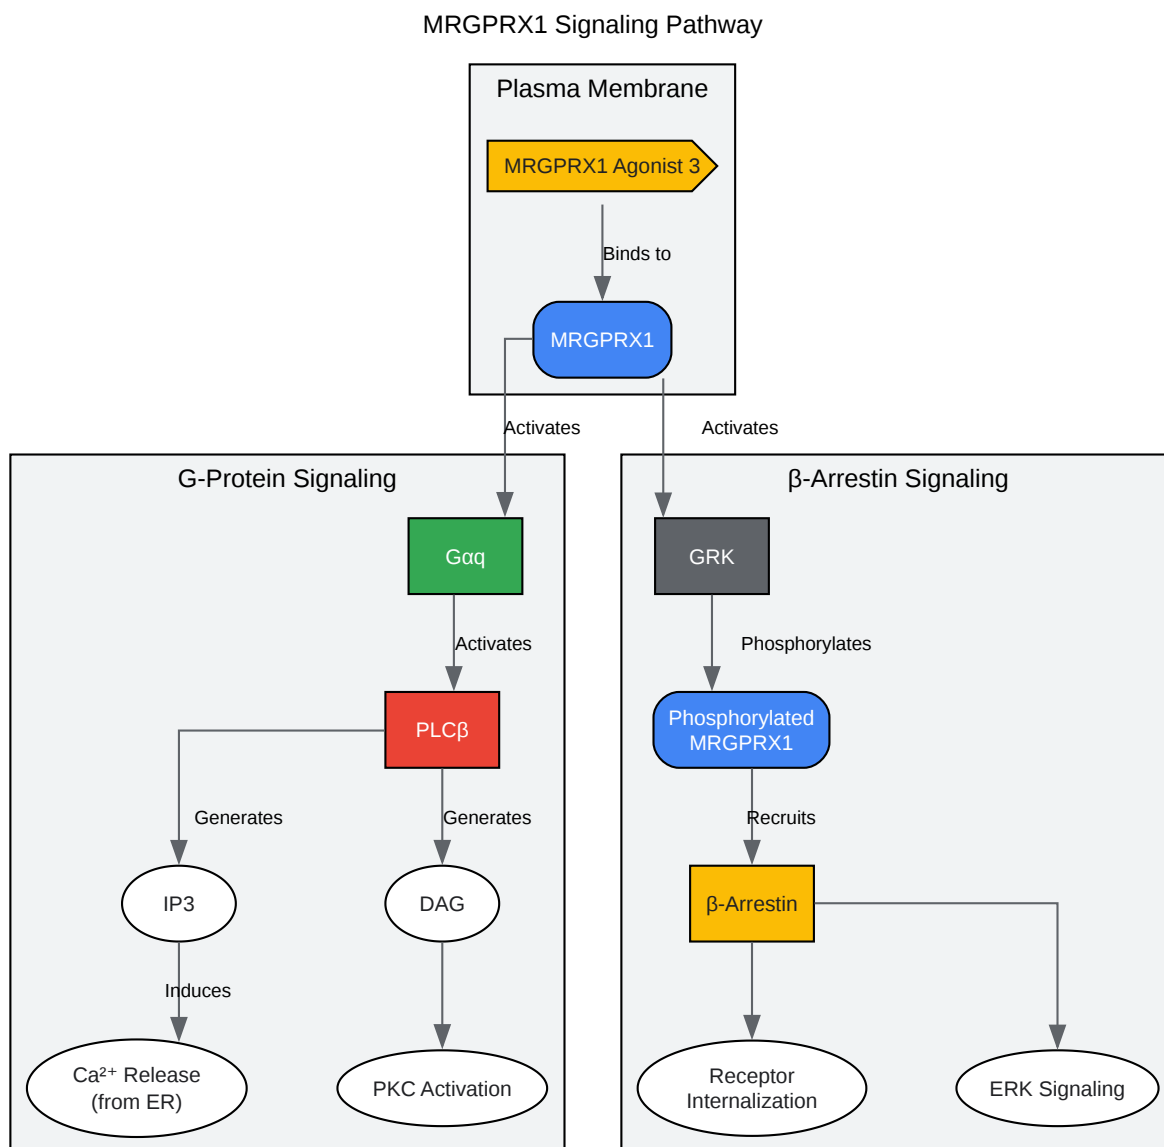 MRGPRX1 Signaling Pathway
Plasma Membrane
MRGPRX1 Agonist 3
Binds to
MRGPRX1
Activates
Activates
G-Protein Signaling
β-Arrestin Signaling
Gαq
GRK
Activates
Phosphorylates
PLCβ
Phosphorylated
MRGPRX1
Generates
Generates
Recruits
IP3
DAG
β-Arrestin
Induces
Ca²⁺ Release
(from ER)
PKC Activation
Receptor
Internalization
ERK Signaling